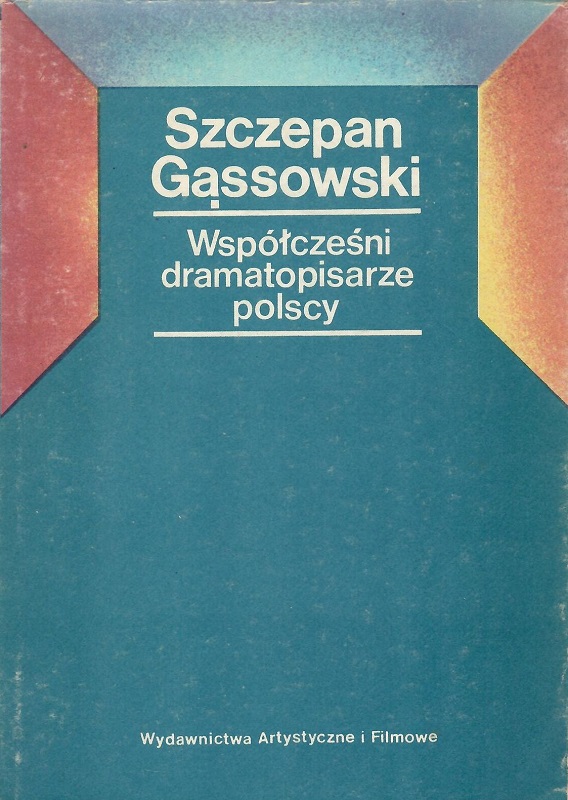 Szczepan
Gąssowski
Współcześni
dramatopisarze
polscy
Wydawnictwa Artystyczne i Filmowe